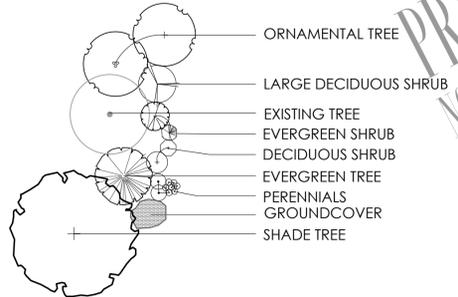 ORNAMENTAL TREE
LARGE DECIDUOUS SHRUB
EXISTING TREE
EVERGREEN SHRUB
DECIDUOUS SHRUB
EVERGREEN TREE
PERENNIALS
GROUNDCOVER
SHADE TREE